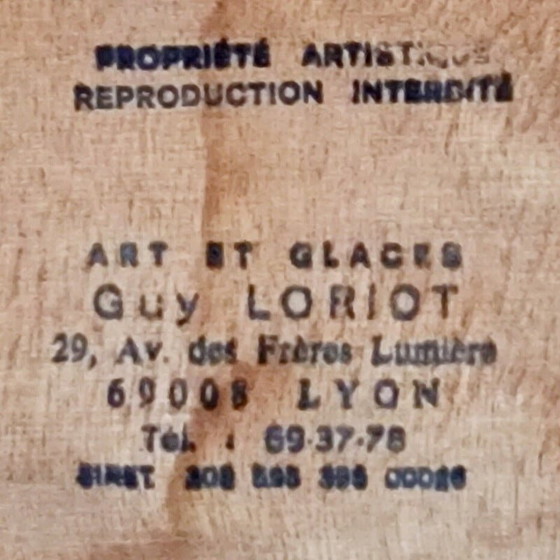 PROPRIÉTÉ ARTISTIQUE
REPRODUCTION INTERDITE
ART ET GLACES
Guy LORIOT
29, Av. des Frères Lumière
69008 LYON
Tél. : 69-37-78
SIRET